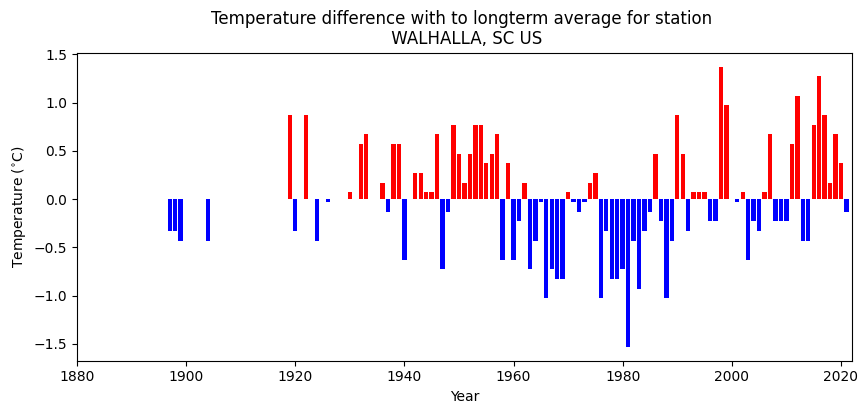 Temperature difference with to longterm average for station
WALHALLA, SC US
1.5
1.0
0.5
0.0
−0.5
−1.0
−1.5
Temperature (°C)
1880 1900 1920 1940 1960 1980 2000 2020
Year